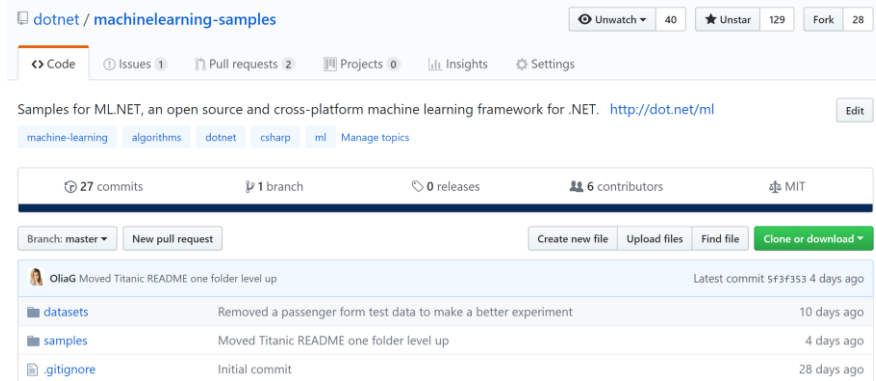 dotnet / machinelearning-samples Unwatch 40 Unstar 129 Fork 28
Code Issues 1 Pull requests 2 Projects 0 Insights Settings
Samples for ML.NET, an open source and cross-platform machine learning framework for .NET. http://dot.net/ml Edit
machine-learning algorithms dotnet csharp ml Manage topics
27 commits 1 branch 0 releases 6 contributors MIT
Branch: master New pull request Create new file Upload files Find file Clone or download
OliaG Moved Titanic README one folder level up Latest commit 5f3f353 4 days ago
datasets Removed a passenger form test data to make a better experiment 10 days ago
samples Moved Titanic README one folder level up 4 days ago
.gitignore Initial commit 28 days ago